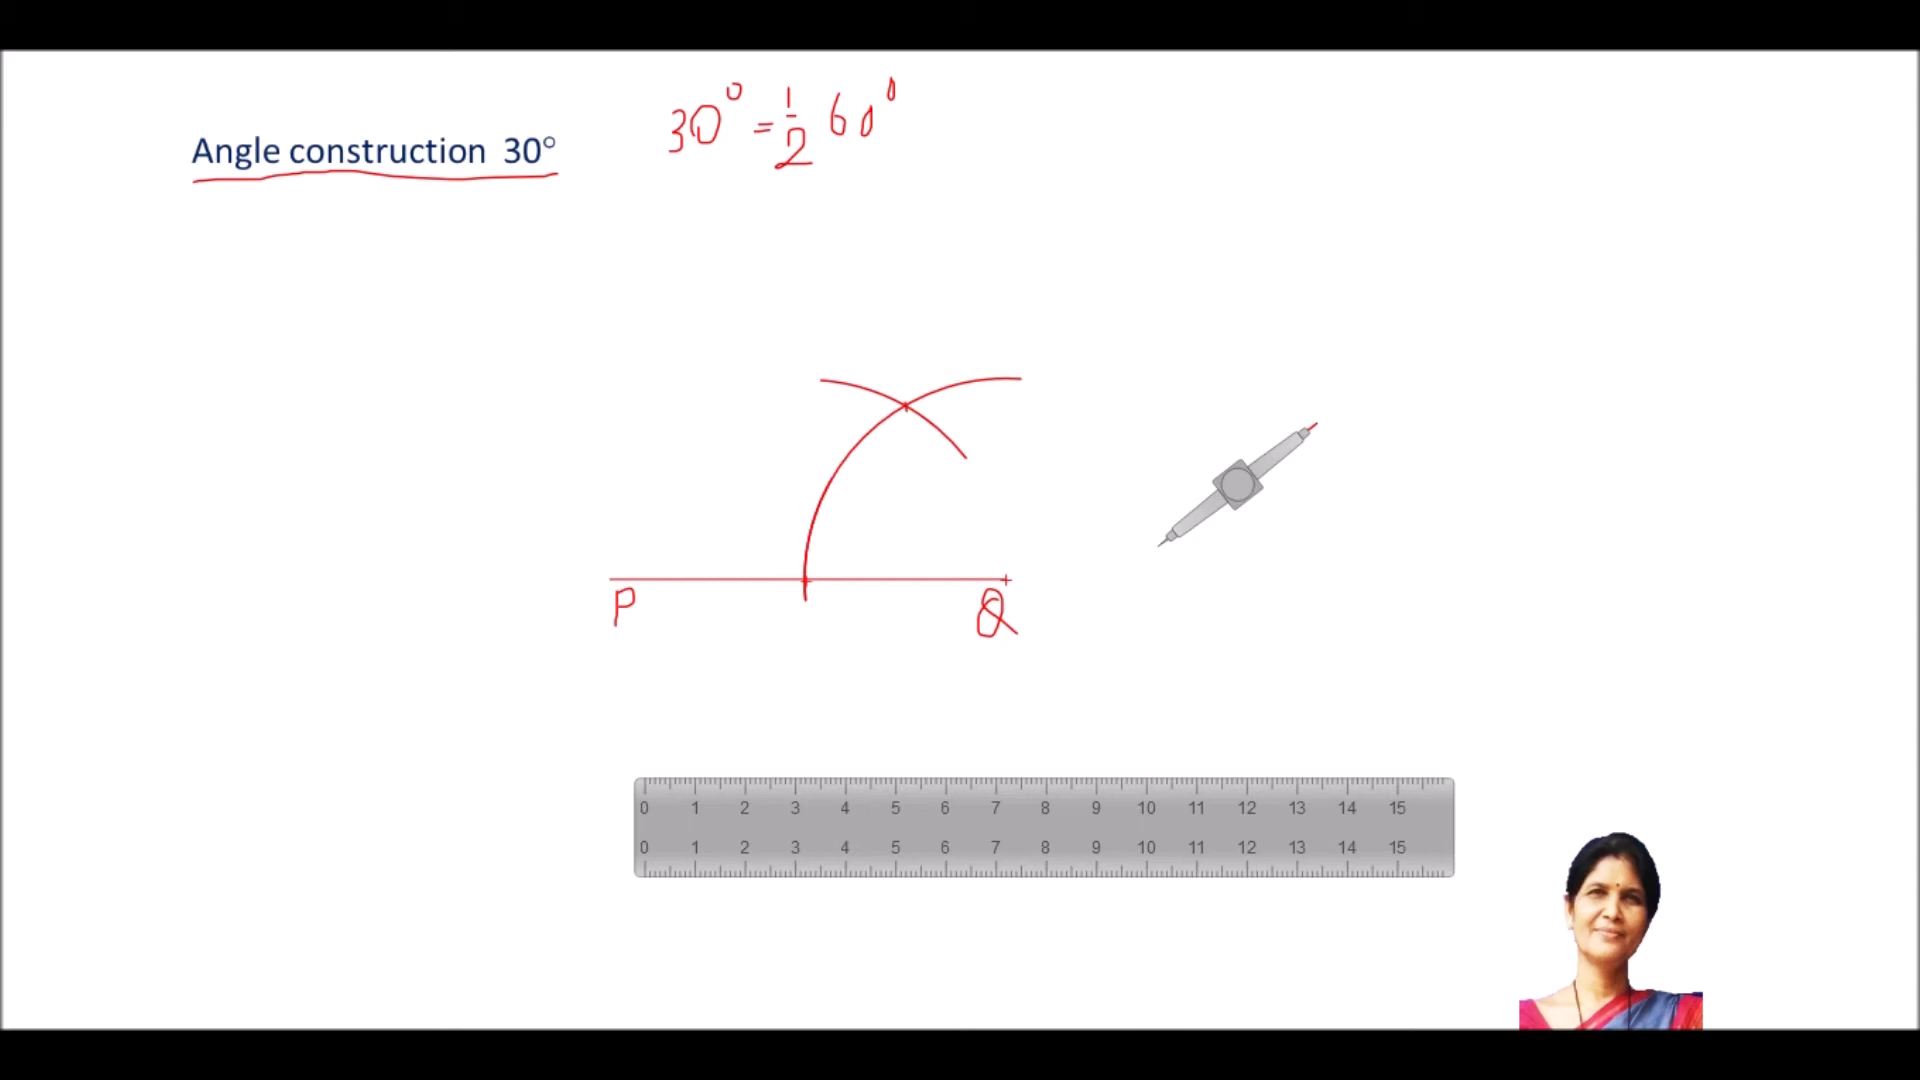 Angle construction 30°
30° = 1/2 60°
P
Q
0 1 2 3 4 5 6 7 8 9 10 11 12 13 14 15
0 1 2 3 4 5 6 7 8 9 10 11 12 13 14 15